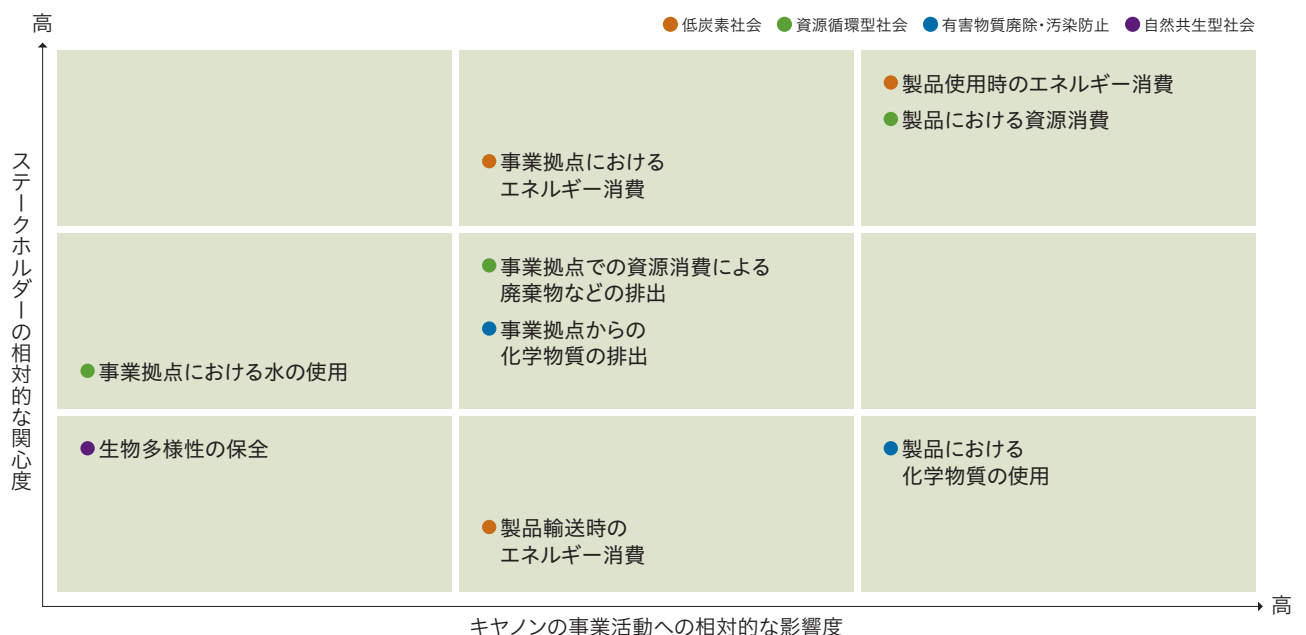 高
低炭素社会 資源循環型社会 有害物質廃除・汚染防止 自然共生型社会
製品使用時のエネルギー消費
製品における資源消費
事業拠点における
エネルギー消費
事業拠点での資源消費による
廃棄物などの排出
事業拠点からの
化学物質の排出
事業拠点における水の使用
生物多様性の保全
製品における
化学物質の使用
製品輸送時の
エネルギー消費
ステークホルダーの相対的な関心度
高
キヤノンの事業活動への相対的な影響度